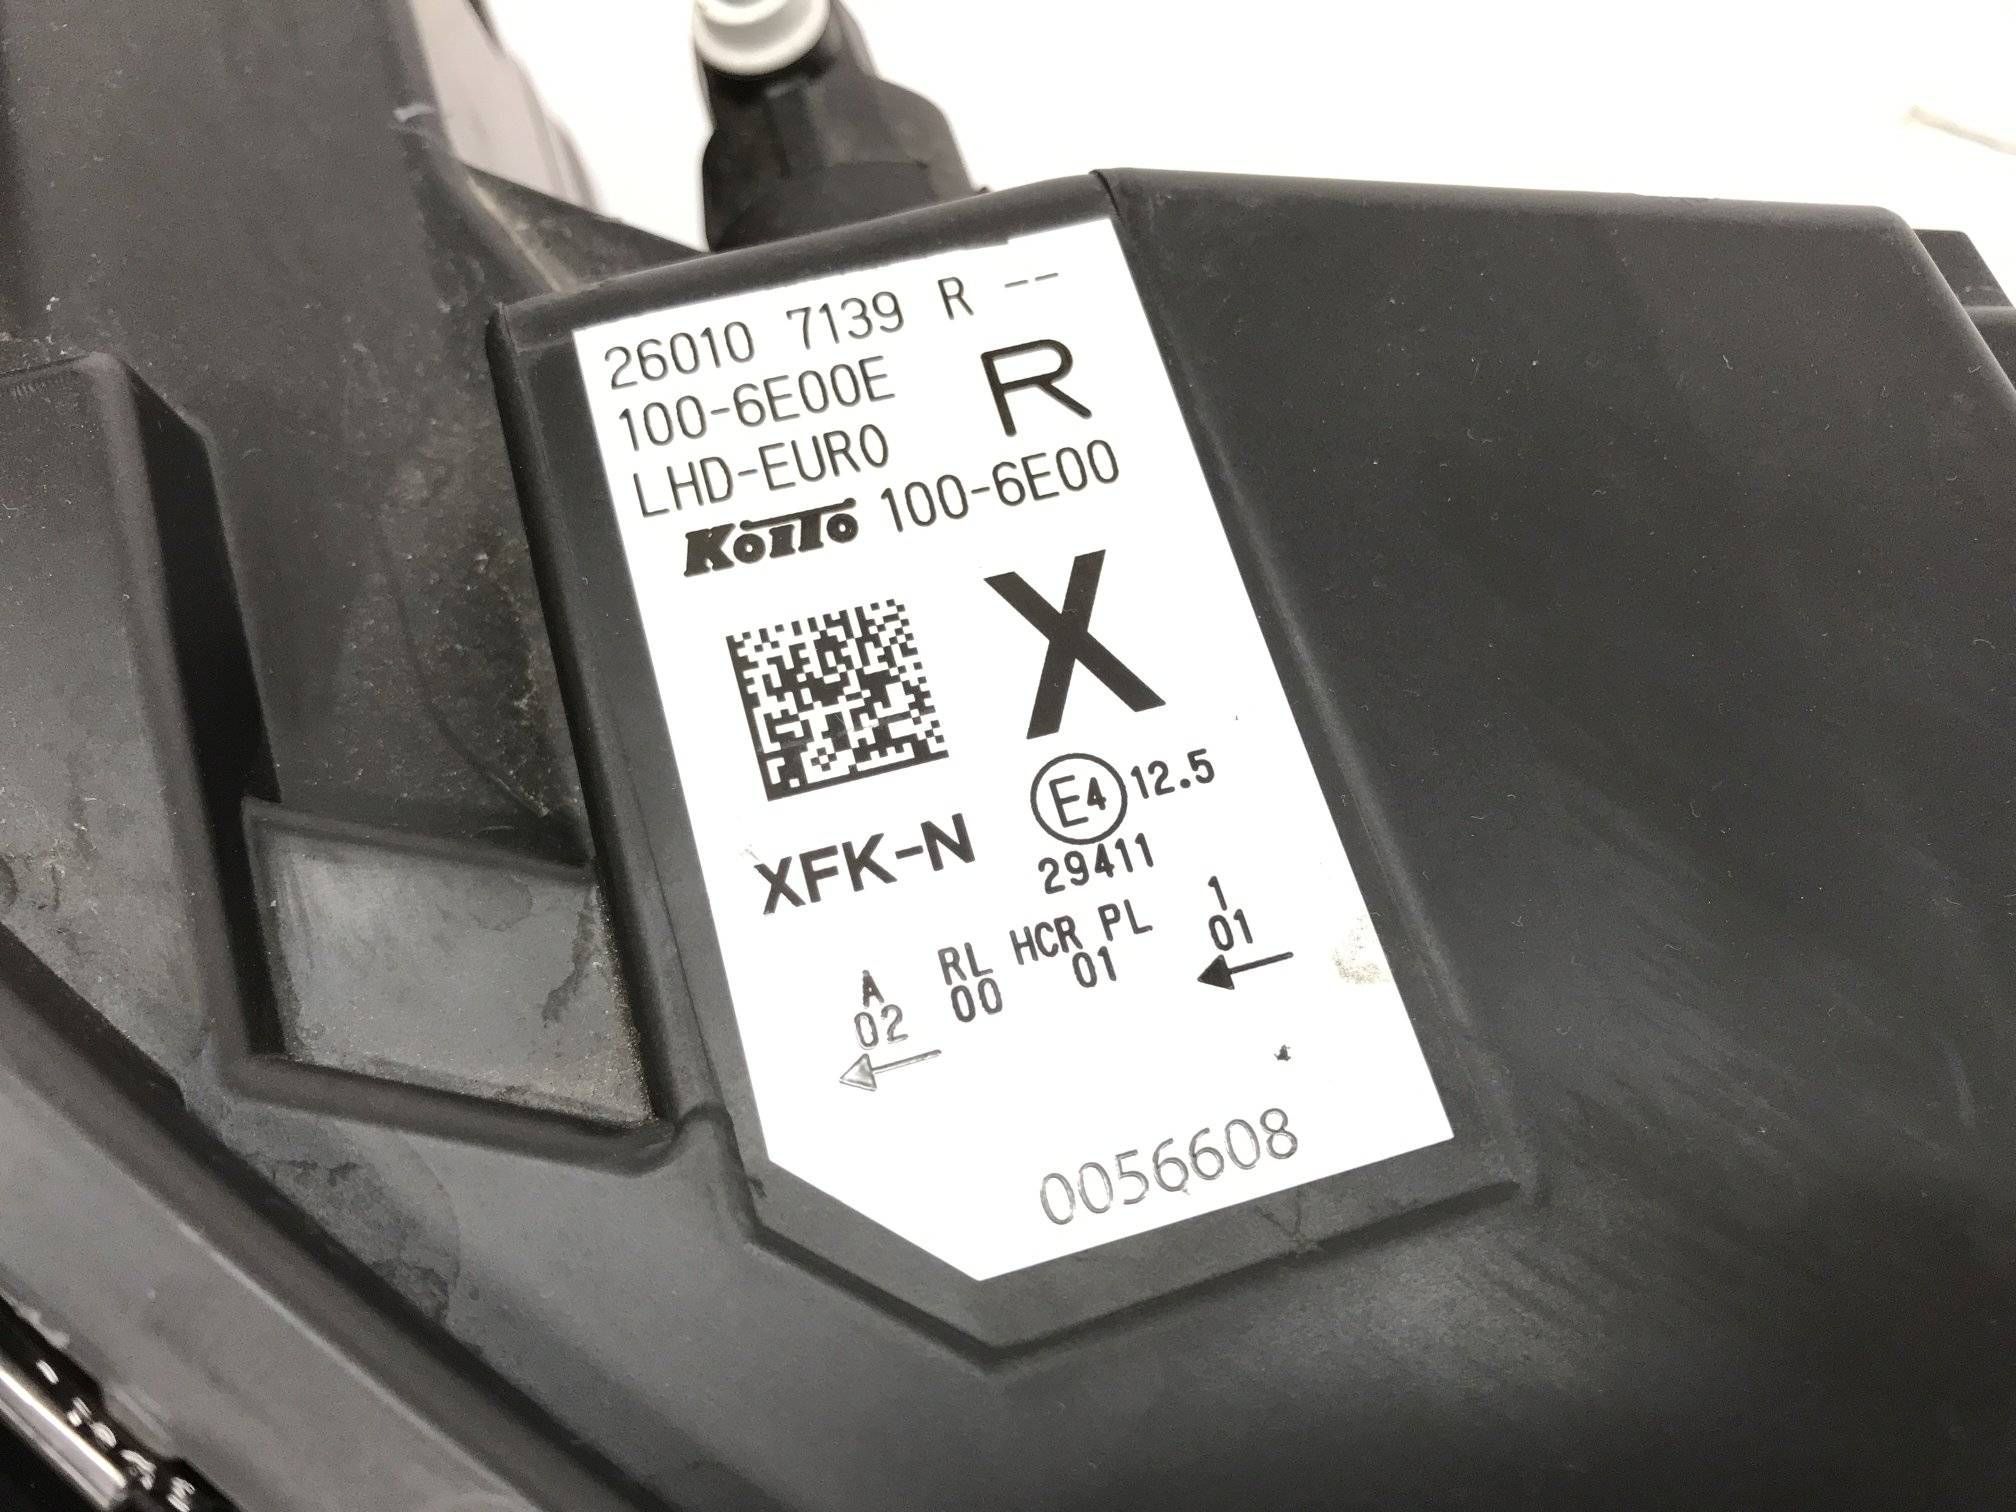 26010 7139 R --
100-6E00E
R
LHD-EURO
KOITO 100-6E00
X
E4 12.5
XFK-N
29411
A RL HCR PL 1
02 00 01 01
0056608